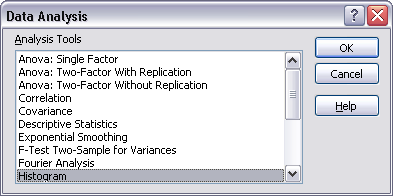 Data Analysis
Analysis Tools
Anova: Single Factor
Anova: Two-Factor With Replication
Anova: Two-Factor Without Replication
Correlation
Covariance
Descriptive Statistics
Exponential Smoothing
F-Test Two-Sample for Variances
Fourier Analysis
Histogram
OK
Cancel
Help